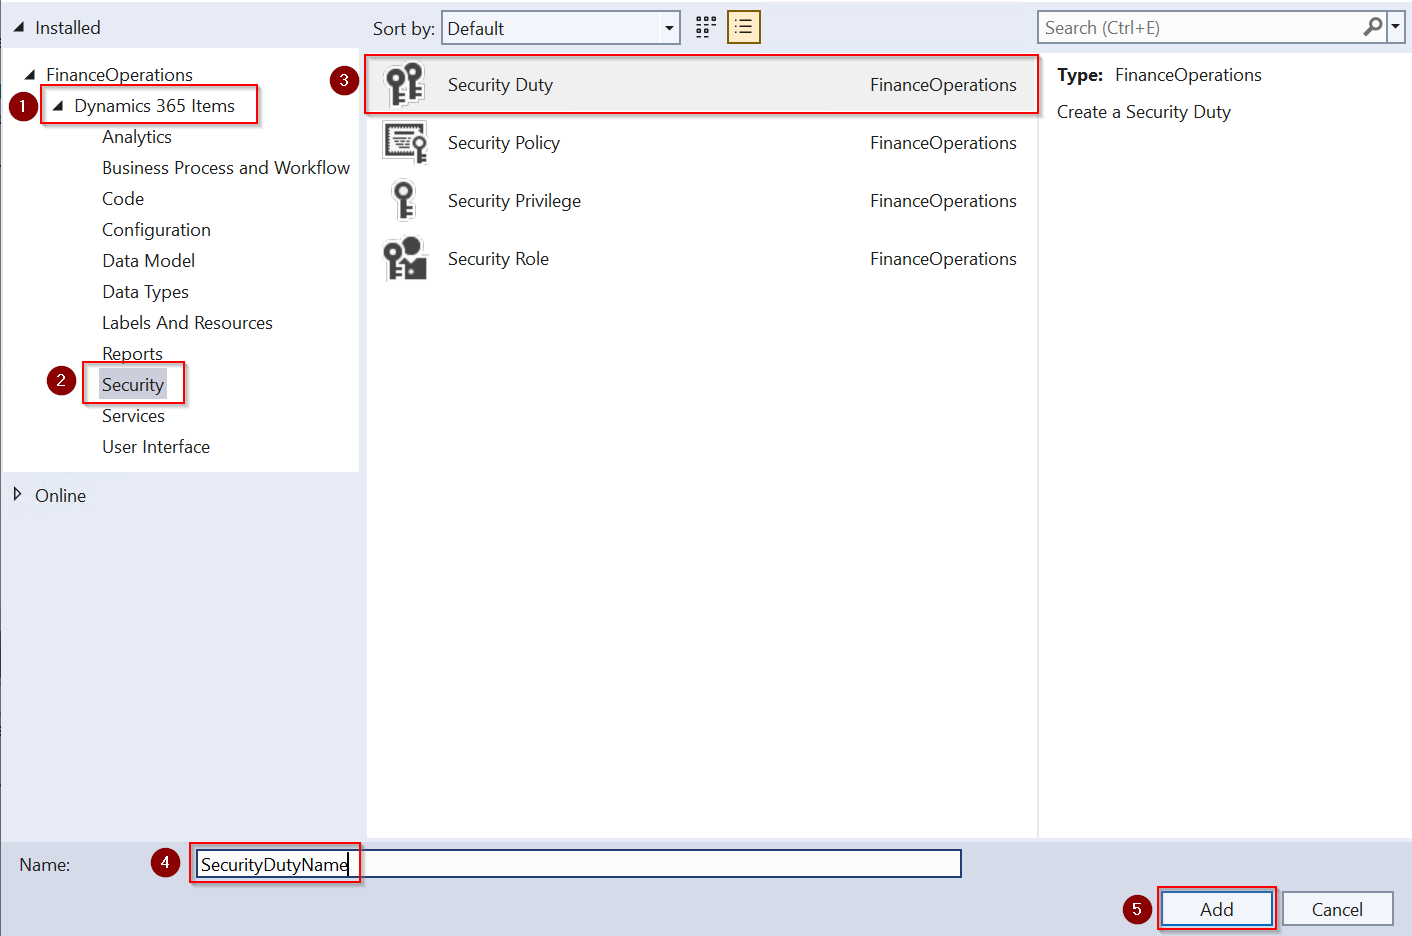 Installed
FinanceOperations
1 Dynamics 365 Items
Analytics
Business Process and Workflow
Code
Configuration
Data Model
Data Types
Labels And Resources
Reports
2 Security
Services
User Interface
Online
Sort by: Default
3 Security Duty FinanceOperations
Security Policy FinanceOperations
Security Privilege FinanceOperations
Security Role FinanceOperations
Search (Ctrl+E)
Type: FinanceOperations
Create a Security Duty
Name: 4 SecurityDutyName
5 Add Cancel